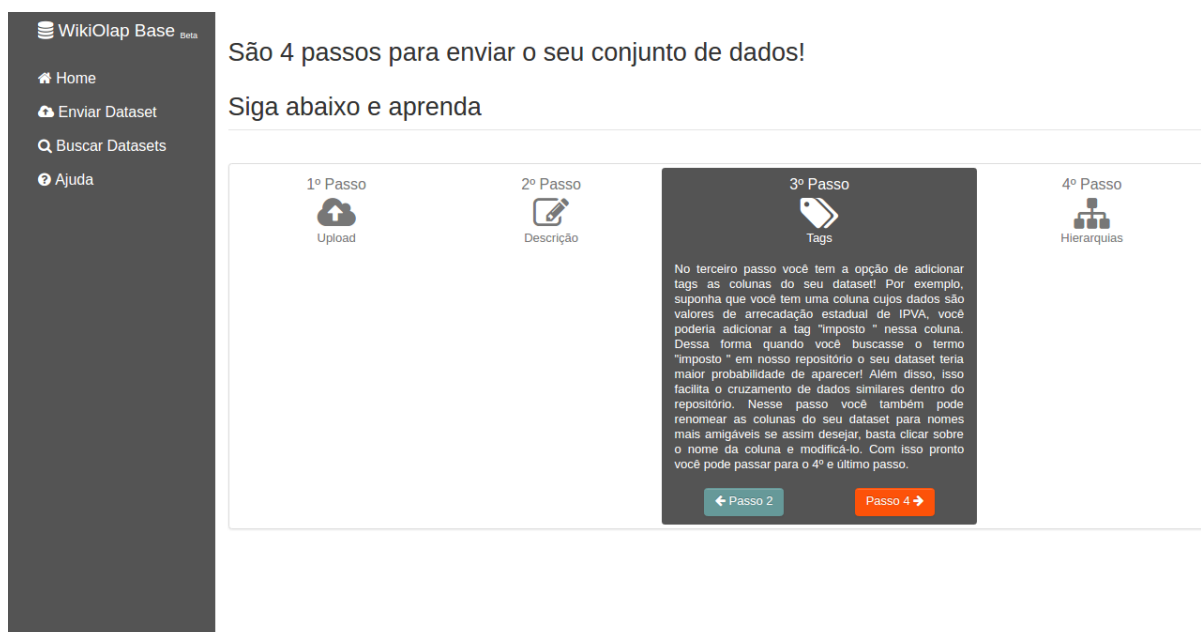 WikiOlap Base Beta
Home
Enviar Dataset
Buscar Datasets
Ajuda
São 4 passos para enviar o seu conjunto de dados!
Siga abaixo e aprenda
1º Passo
Upload
2º Passo
Descrição
3º Passo
Tags
No terceiro passo você tem a opção de adicionar
tags as colunas do seu dataset! Por exemplo,
suponha que você tem uma coluna cujos dados são
valores de arrecadação estadual de IPVA, você
poderia adicionar a tag "imposto " nessa coluna.
Dessa forma quando você buscasse o termo
"imposto " em nosso repositório o seu dataset teria
maior probabilidade de aparecer! Além disso, isso
facilita o cruzamento de dados similares dentro do
repositório. Nesse passo você também pode
renomear as colunas do seu dataset para nomes
mais amigáveis se assim desejar, basta clicar sobre
o nome da coluna e modificá-lo. Com isso pronto
você pode passar para o 4º e último passo.
Passo 2
Passo 4
4º Passo
Hierarquias